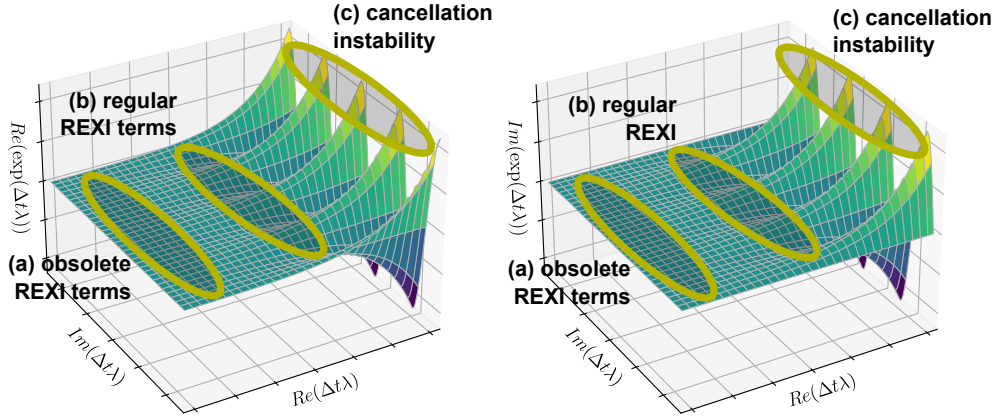 (c) cancellation
instability
(b) regular
REXI terms
Re(exp(Δtλ))
(a) obsolete
REXI terms
Im(Δtλ)
Re(Δtλ)
(c) cancellation
instability
(b) regular
REXI
Im(exp(Δtλ))
(a) obsolete
REXI terms
Im(Δtλ)
Re(Δtλ)